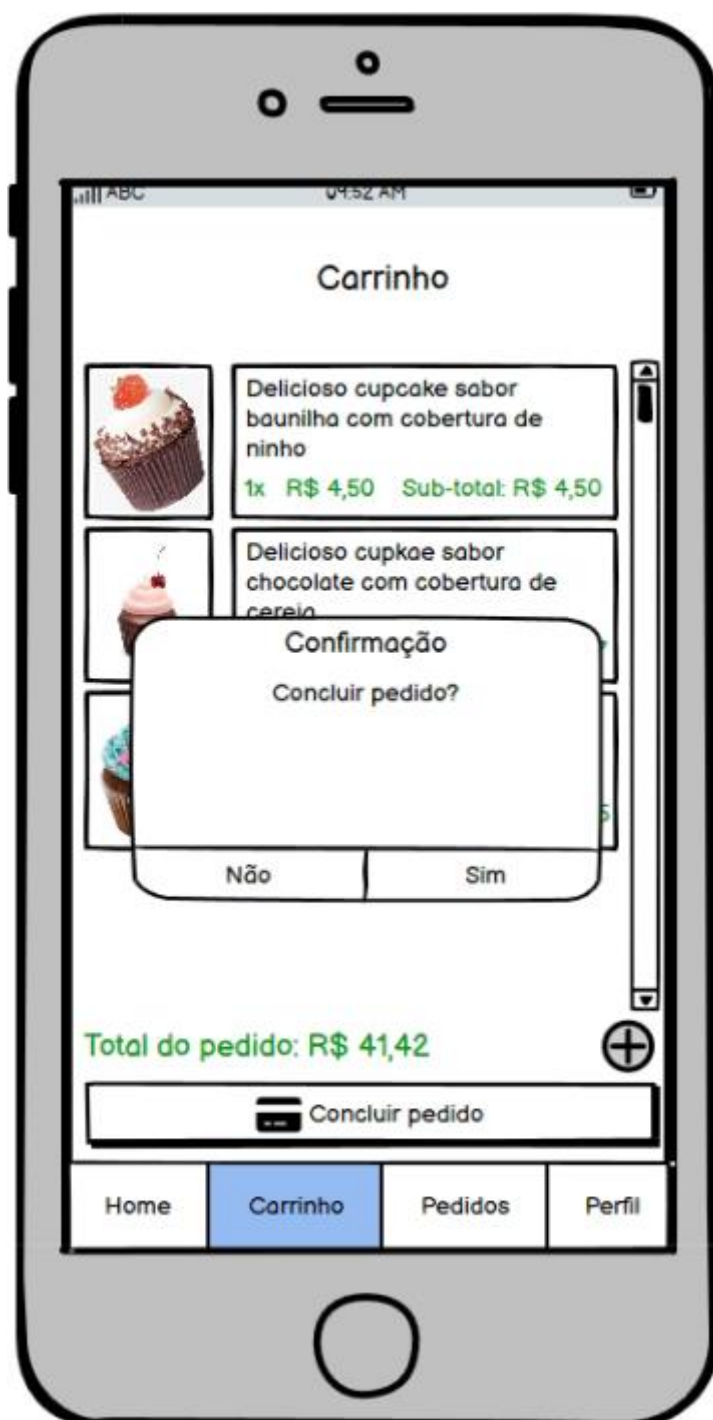 ABC 09:52 AM
Carrinho
Delicioso cupcake sabor
baunilha com cobertura de
ninho
1x R$ 4,50 Sub-total: R$ 4,50
Delicioso cupkae sabor
chocolate com cobertura de
cereja
Confirmação
Concluir pedido?
Não Sim
Total do pedido: R$ 41,42
Concluir pedido
Home Carrinho Pedidos Perfil